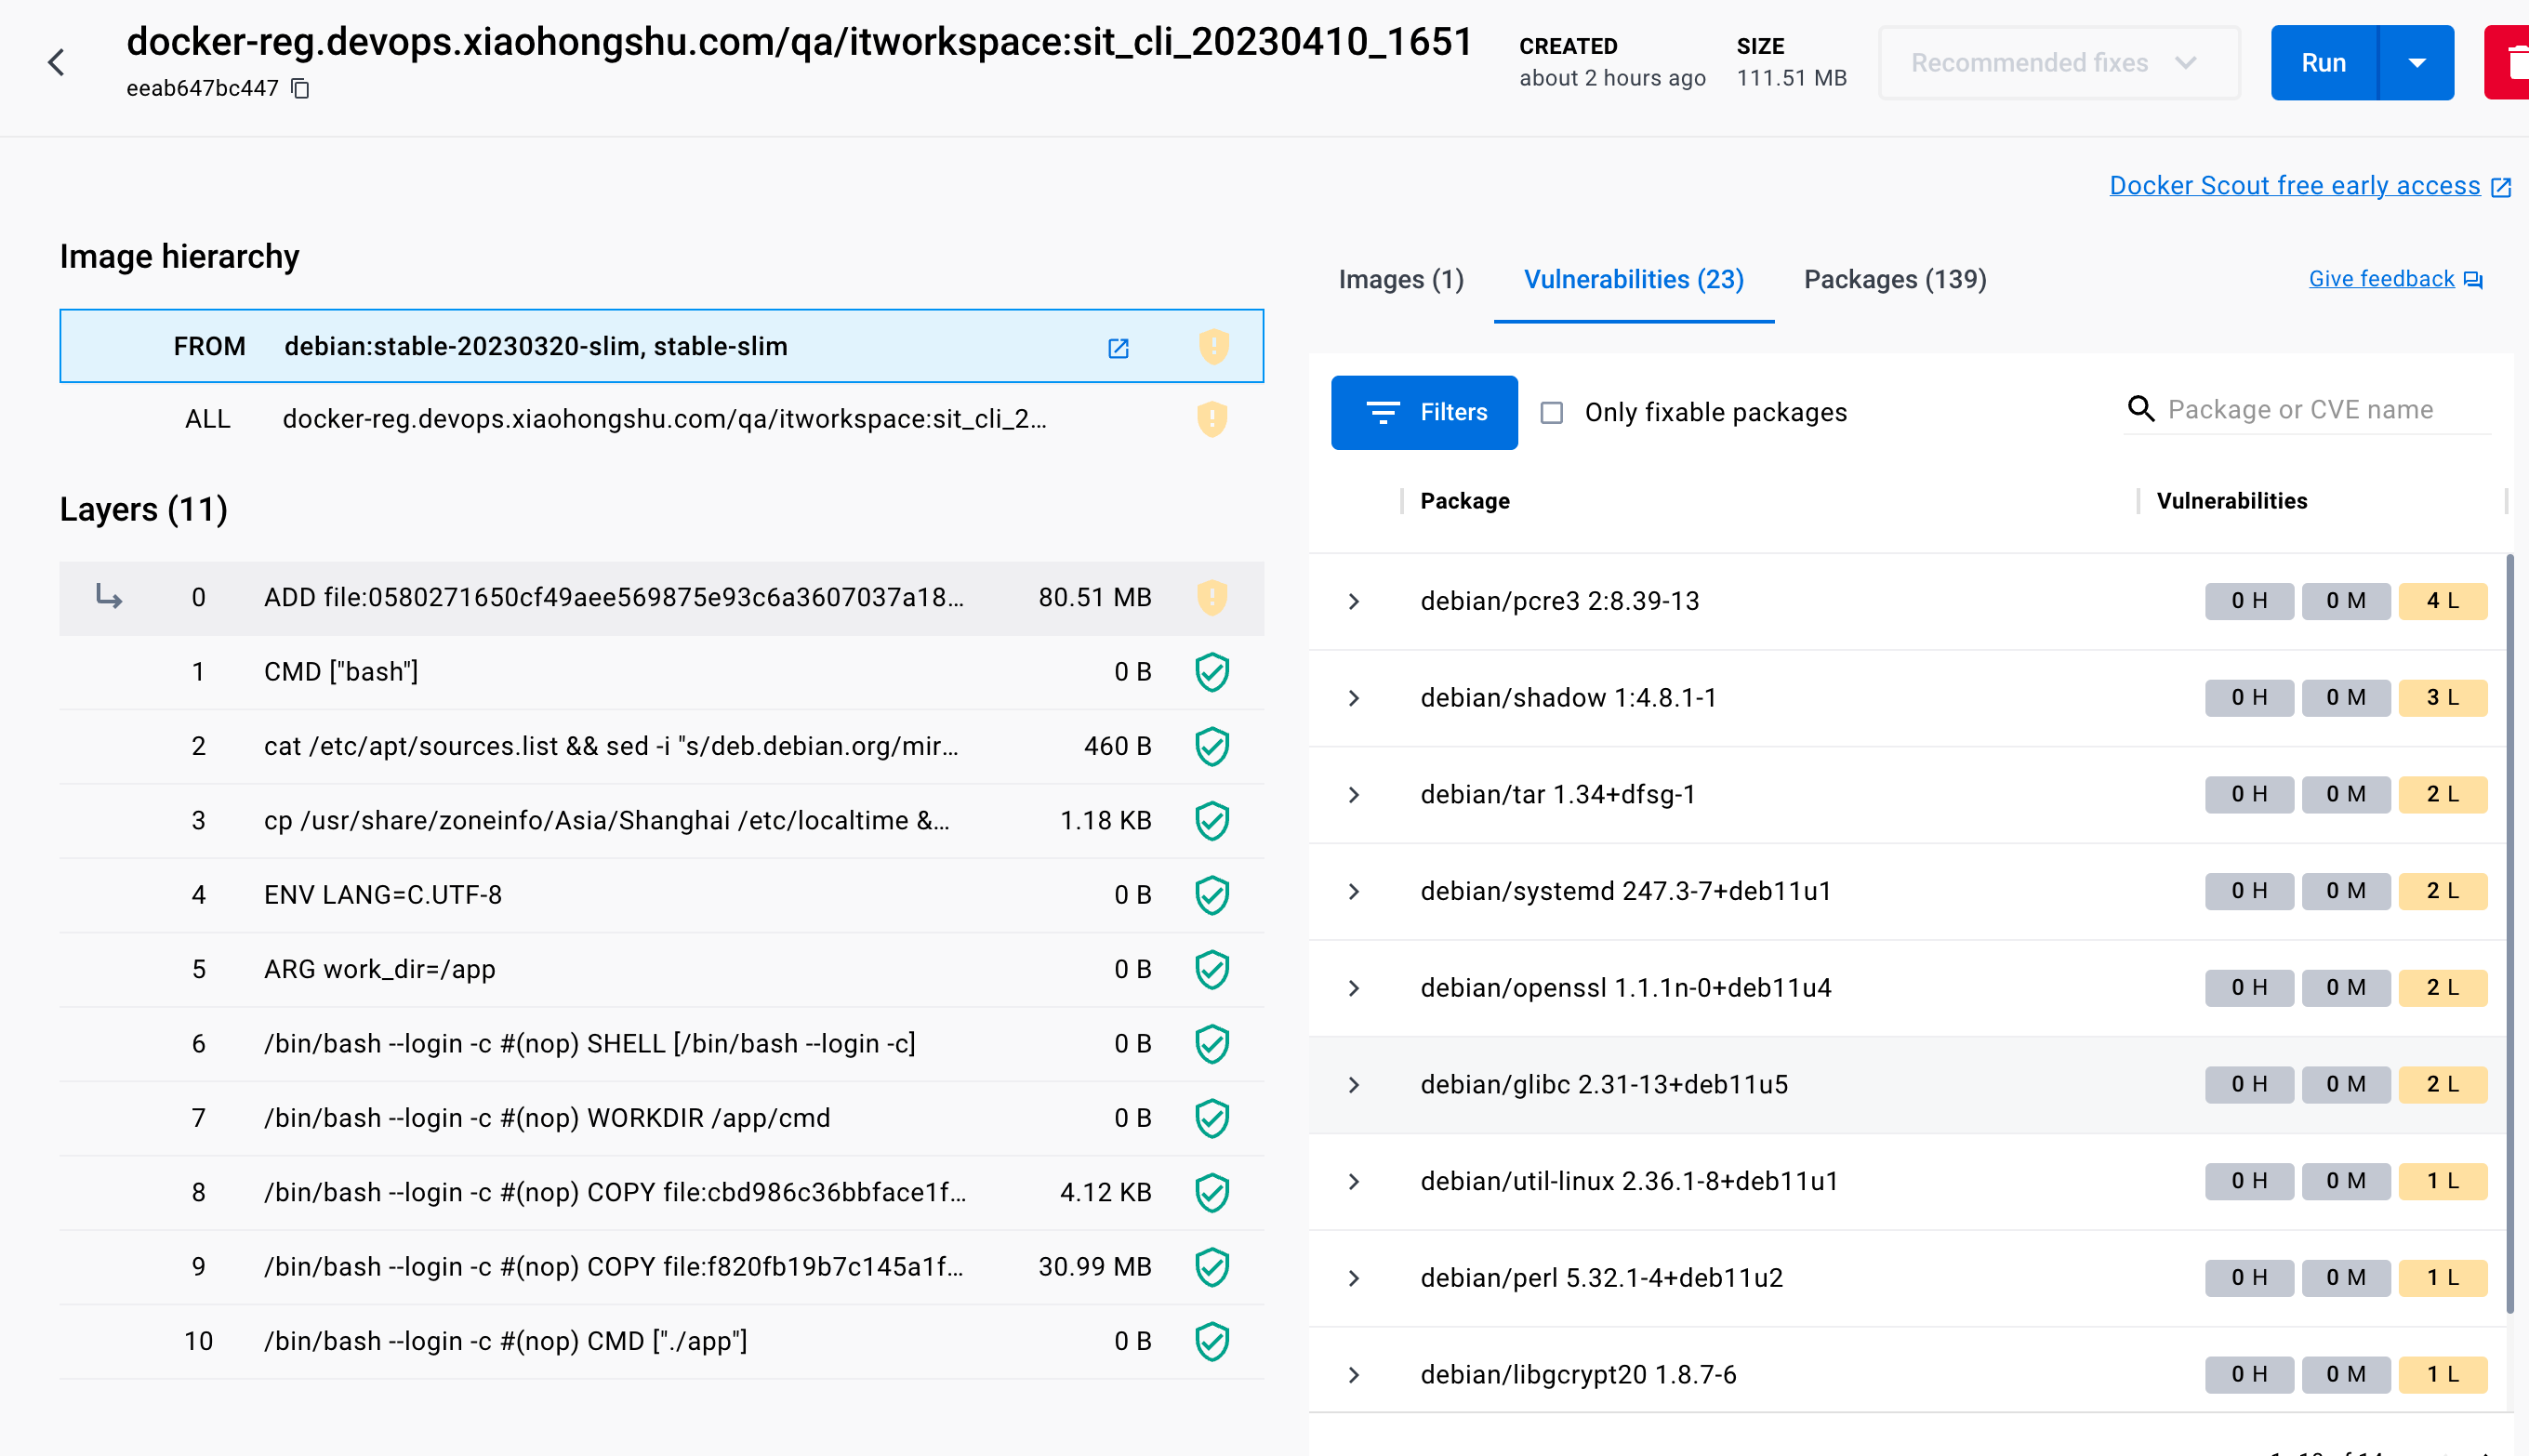 docker-reg.devops.xiaohongshu.com/qa/itworkspace:sit_cli_20230410_1651
eeab647bc447
CREATED
about 2 hours ago
SIZE
111.51 MB
Recommended fixes
Run
Docker Scout free early access
Image hierarchy
FROM debian:stable-20230320-slim, stable-slim
ALL docker-reg.devops.xiaohongshu.com/qa/itworkspace:sit_cli_2...
Layers (11)
0 ADD file:0580271650cf49aee569875e93c6a3607037a18... 80.51 MB
1 CMD ["bash"] 0 B
2 cat /etc/apt/sources.list && sed -i "s/deb.debian.org/mir... 460 B
3 cp /usr/share/zoneinfo/Asia/Shanghai /etc/localtime &... 1.18 KB
4 ENV LANG=C.UTF-8 0 B
5 ARG work_dir=/app 0 B
6 /bin/bash --login -c #(nop) SHELL [/bin/bash --login -c] 0 B
7 /bin/bash --login -c #(nop) WORKDIR /app/cmd 0 B
8 /bin/bash --login -c #(nop) COPY file:cbd986c36bbface1f... 4.12 KB
9 /bin/bash --login -c #(nop) COPY file:f820fb19b7c145a1f... 30.99 MB
10 /bin/bash --login -c #(nop) CMD ["./app"] 0 B
Images (1) Vulnerabilities (23) Packages (139)
Give feedback
Filters
Only fixable packages
Package or CVE name
Package Vulnerabilities
debian/pcre3 2:8.39-13 0 H 0 M 4 L
debian/shadow 1:4.8.1-1 0 H 0 M 3 L
debian/tar 1.34+dfsg-1 0 H 0 M 2 L
debian/systemd 247.3-7+deb11u1 0 H 0 M 2 L
debian/openssl 1.1.1n-0+deb11u4 0 H 0 M 2 L
debian/glibc 2.31-13+deb11u5 0 H 0 M 2 L
debian/util-linux 2.36.1-8+deb11u1 0 H 0 M 1 L
debian/perl 5.32.1-4+deb11u2 0 H 0 M 1 L
debian/libgcrypt20 1.8.7-6 0 H 0 M 1 L